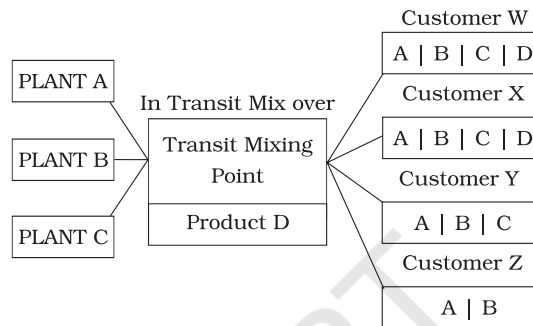 PLANT A
PLANT B
PLANT C
In Transit Mix over
Transit Mixing
Point
Product D
Customer W
A | B | C | D
Customer X
A | B | C | D
Customer Y
A | B | C
Customer Z
A | B